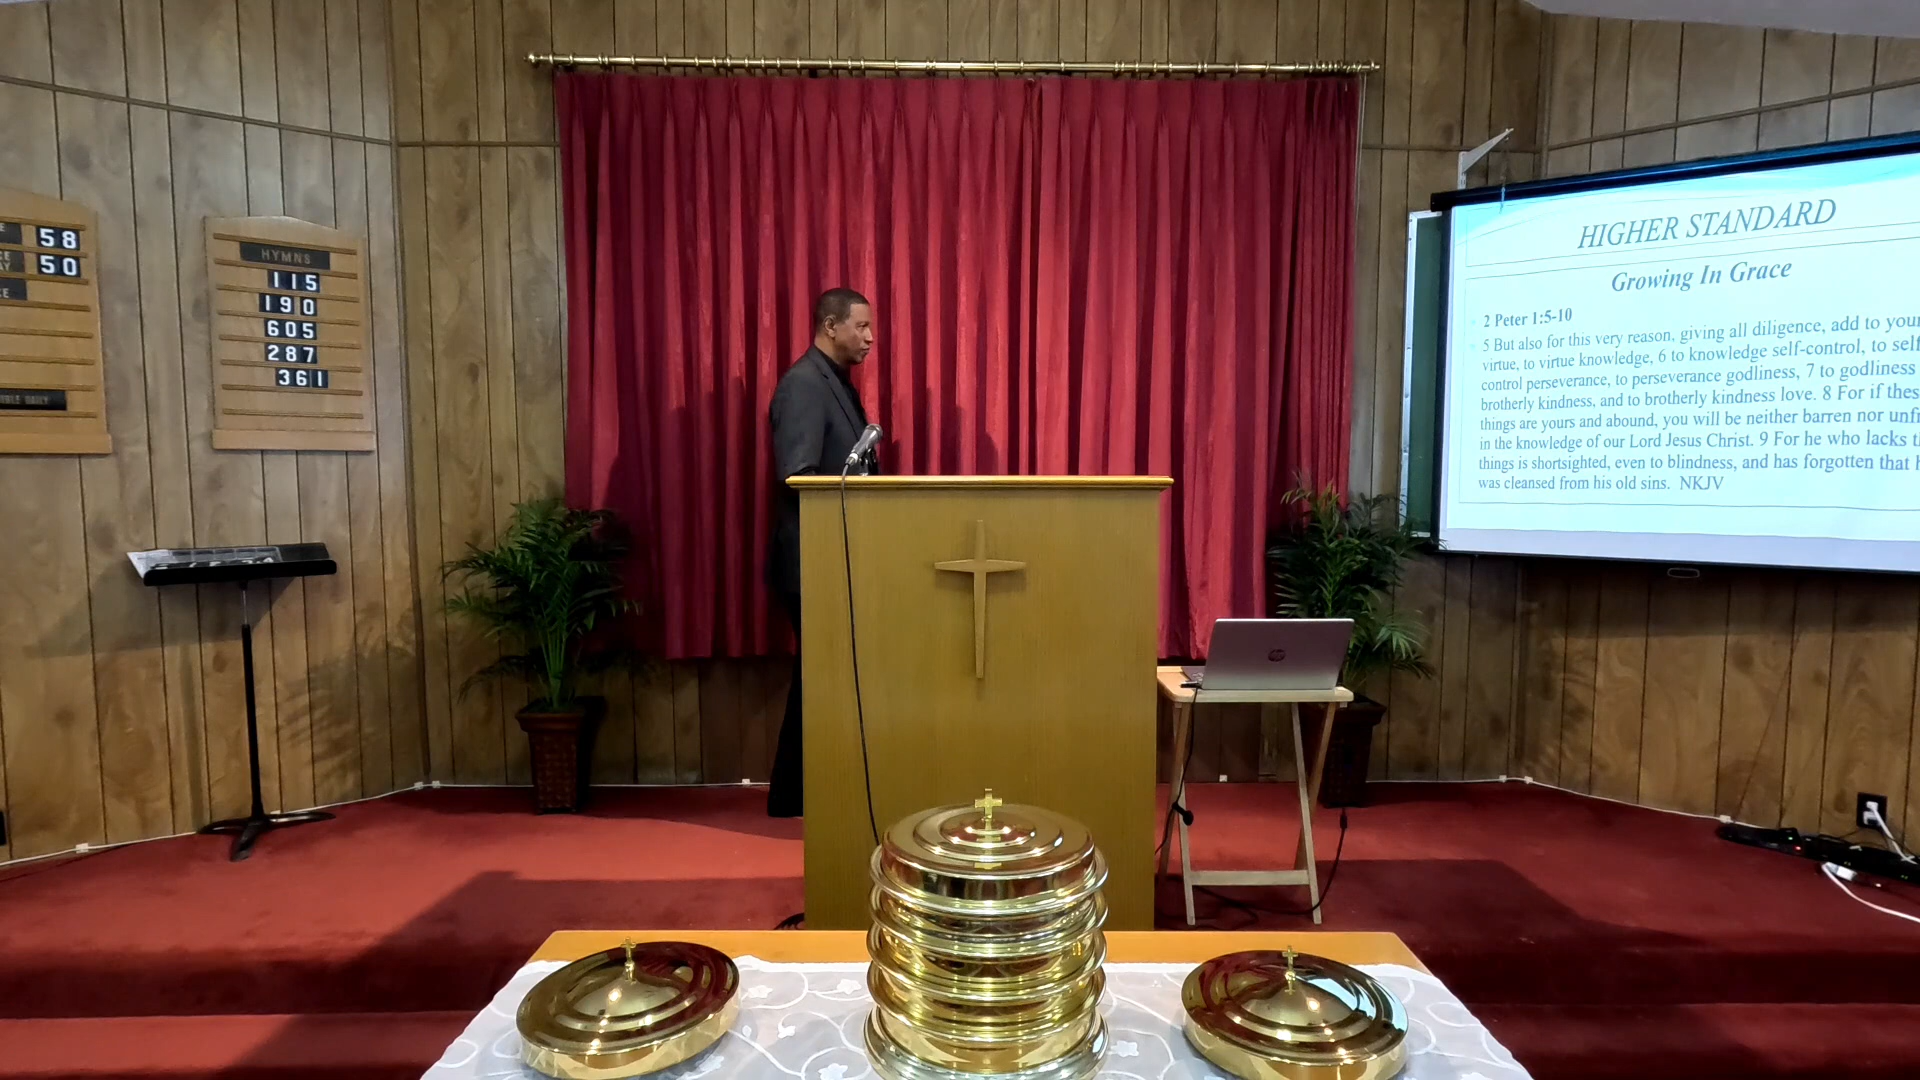 58
50
HYMNS
115
190
605
287
361
BIBLE DAILY
HIGHER STANDARD
Growing In Grace
2 Peter 1:5-10
5 But also for this very reason, giving all diligence, add to your
virtue, to virtue knowledge, 6 to knowledge self-control, to self
control perseverance, to perseverance godliness, 7 to godliness
brotherly kindness, and to brotherly kindness love. 8 For if thes
things are yours and abound, you will be neither barren nor unf
in the knowledge of our Lord Jesus Christ. 9 For he who lacks t
things is shortsighted, even to blindness, and has forgotten that h
was cleansed from his old sins. NKJV
hp